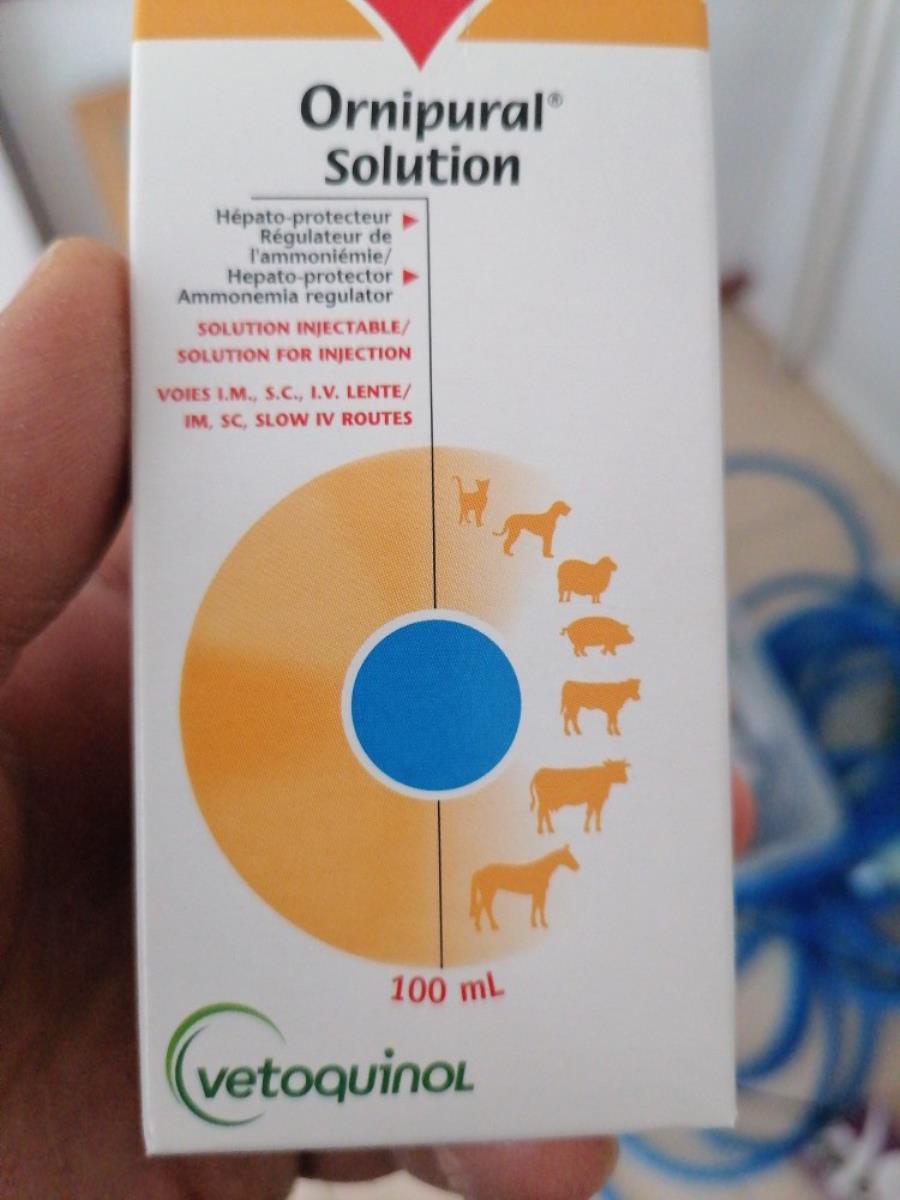 Ornipural®
Solution
Hépato-protecteur
Régulateur de
l'ammoniémie/
Hepato-protector
Ammonemia regulator
SOLUTION INJECTABLE/
SOLUTION FOR INJECTION
VOIES I.M., S.C., I.V. LENTE/
IM, SC, SLOW IV ROUTES
100 mL
vetoquinol